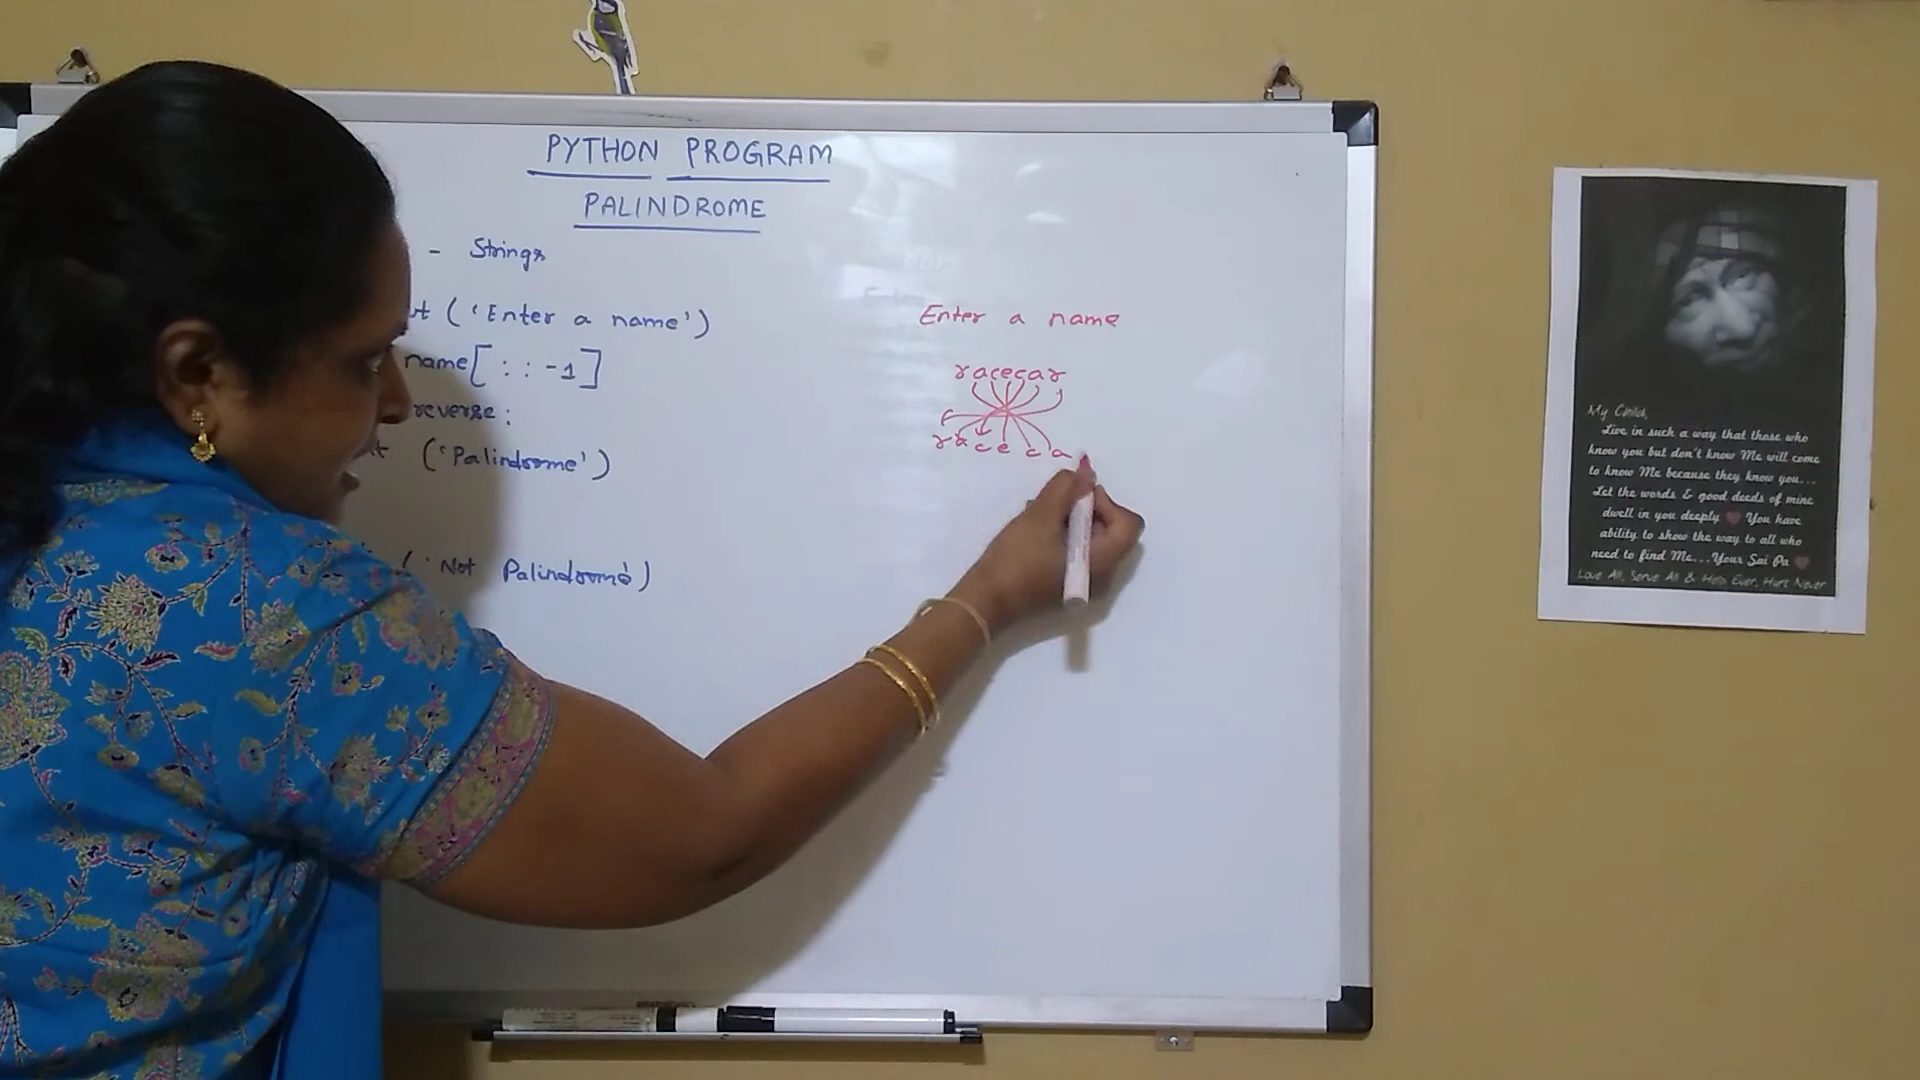 PYTHON PROGRAM
PALINDROME
- Strings
ut ('Enter a name')
name[ : : -1 ]
reverse :
nt ('Palindrome')
( 'Not Palindrome')
Enter a name
racecar
r a c e c a
My Child,
Live in such a way that those who
know you but don't know Me will come
to know Me because they know you...
Let the words & good deeds of mine
dwell in you deeply ❤ You have
ability to show the way to all who
need to find Me...Your Sai Pa ❤
Love All, Serve All & Help Ever, Hurt Never